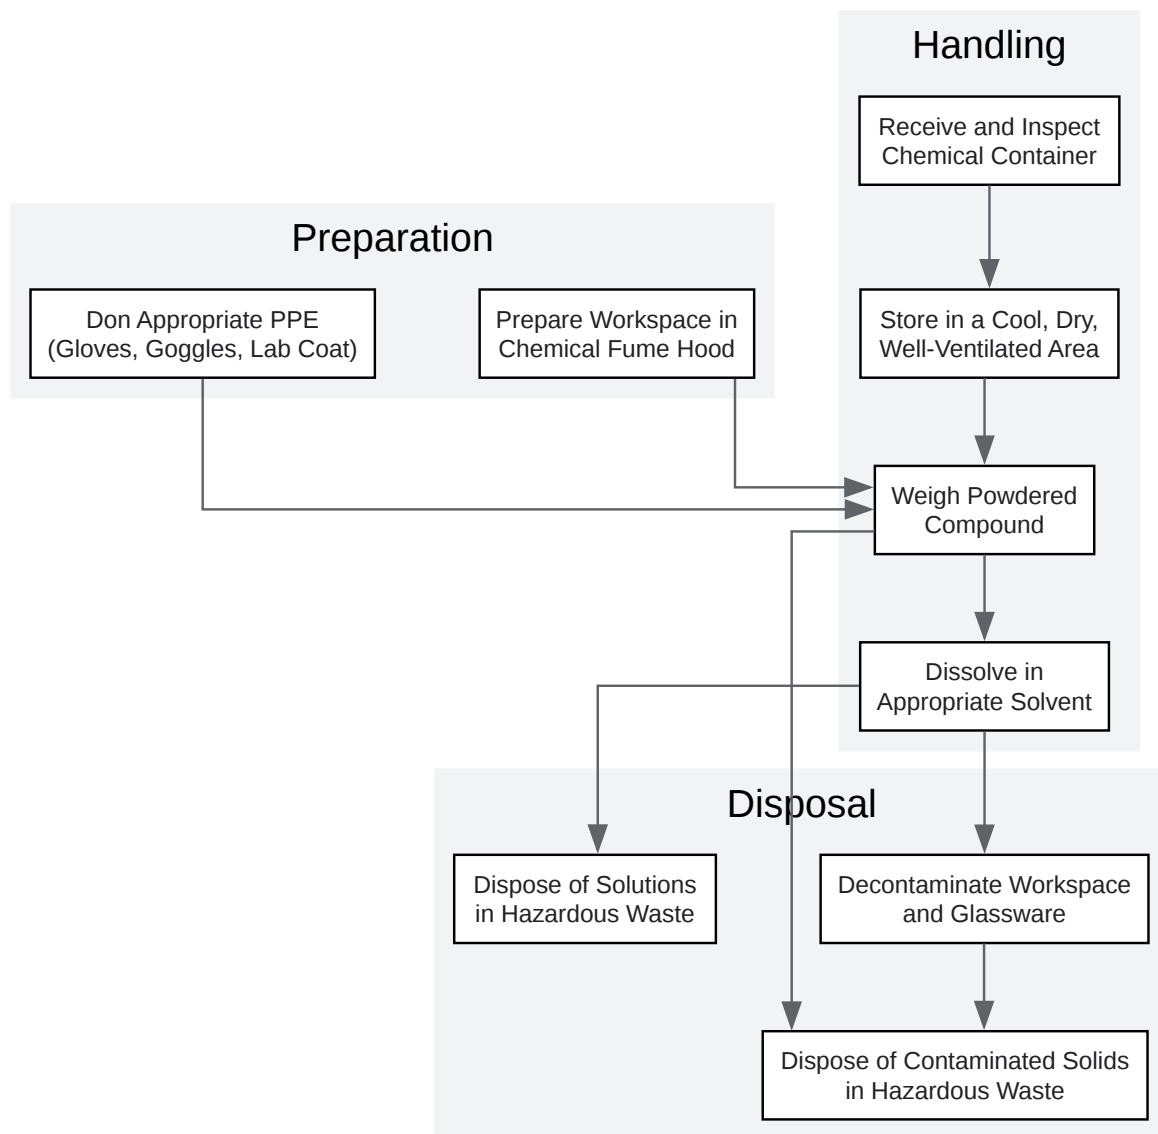 Handling
Receive and Inspect
Chemical Container
Preparation
Don Appropriate PPE
(Gloves, Goggles, Lab Coat)
Prepare Workspace in
Chemical Fume Hood
Store in a Cool, Dry,
Well-Ventilated Area
Weigh Powdered
Compound
Dissolve in
Appropriate Solvent
Disposal
Dispose of Solutions
in Hazardous Waste
Decontaminate Workspace
and Glassware
Dispose of Contaminated Solids
in Hazardous Waste